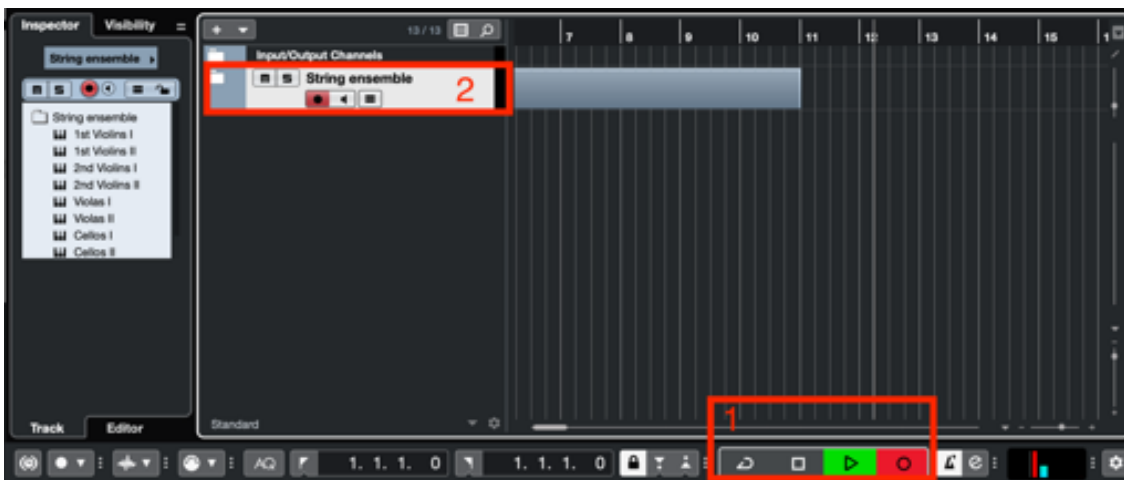 Inspector Visibility
13 / 13
7 8 9 10 11 12 13 14 15
Input/Output Channels
String ensemble
m S String ensemble
2
m S
String ensemble
1st Violins I
1st Violins II
2nd Violins I
2nd Violins II
Violas I
Violas II
Cellos I
Cellos II
1
Track Editor
Standard
AQ 1. 1. 1. 0 1. 1. 1. 0